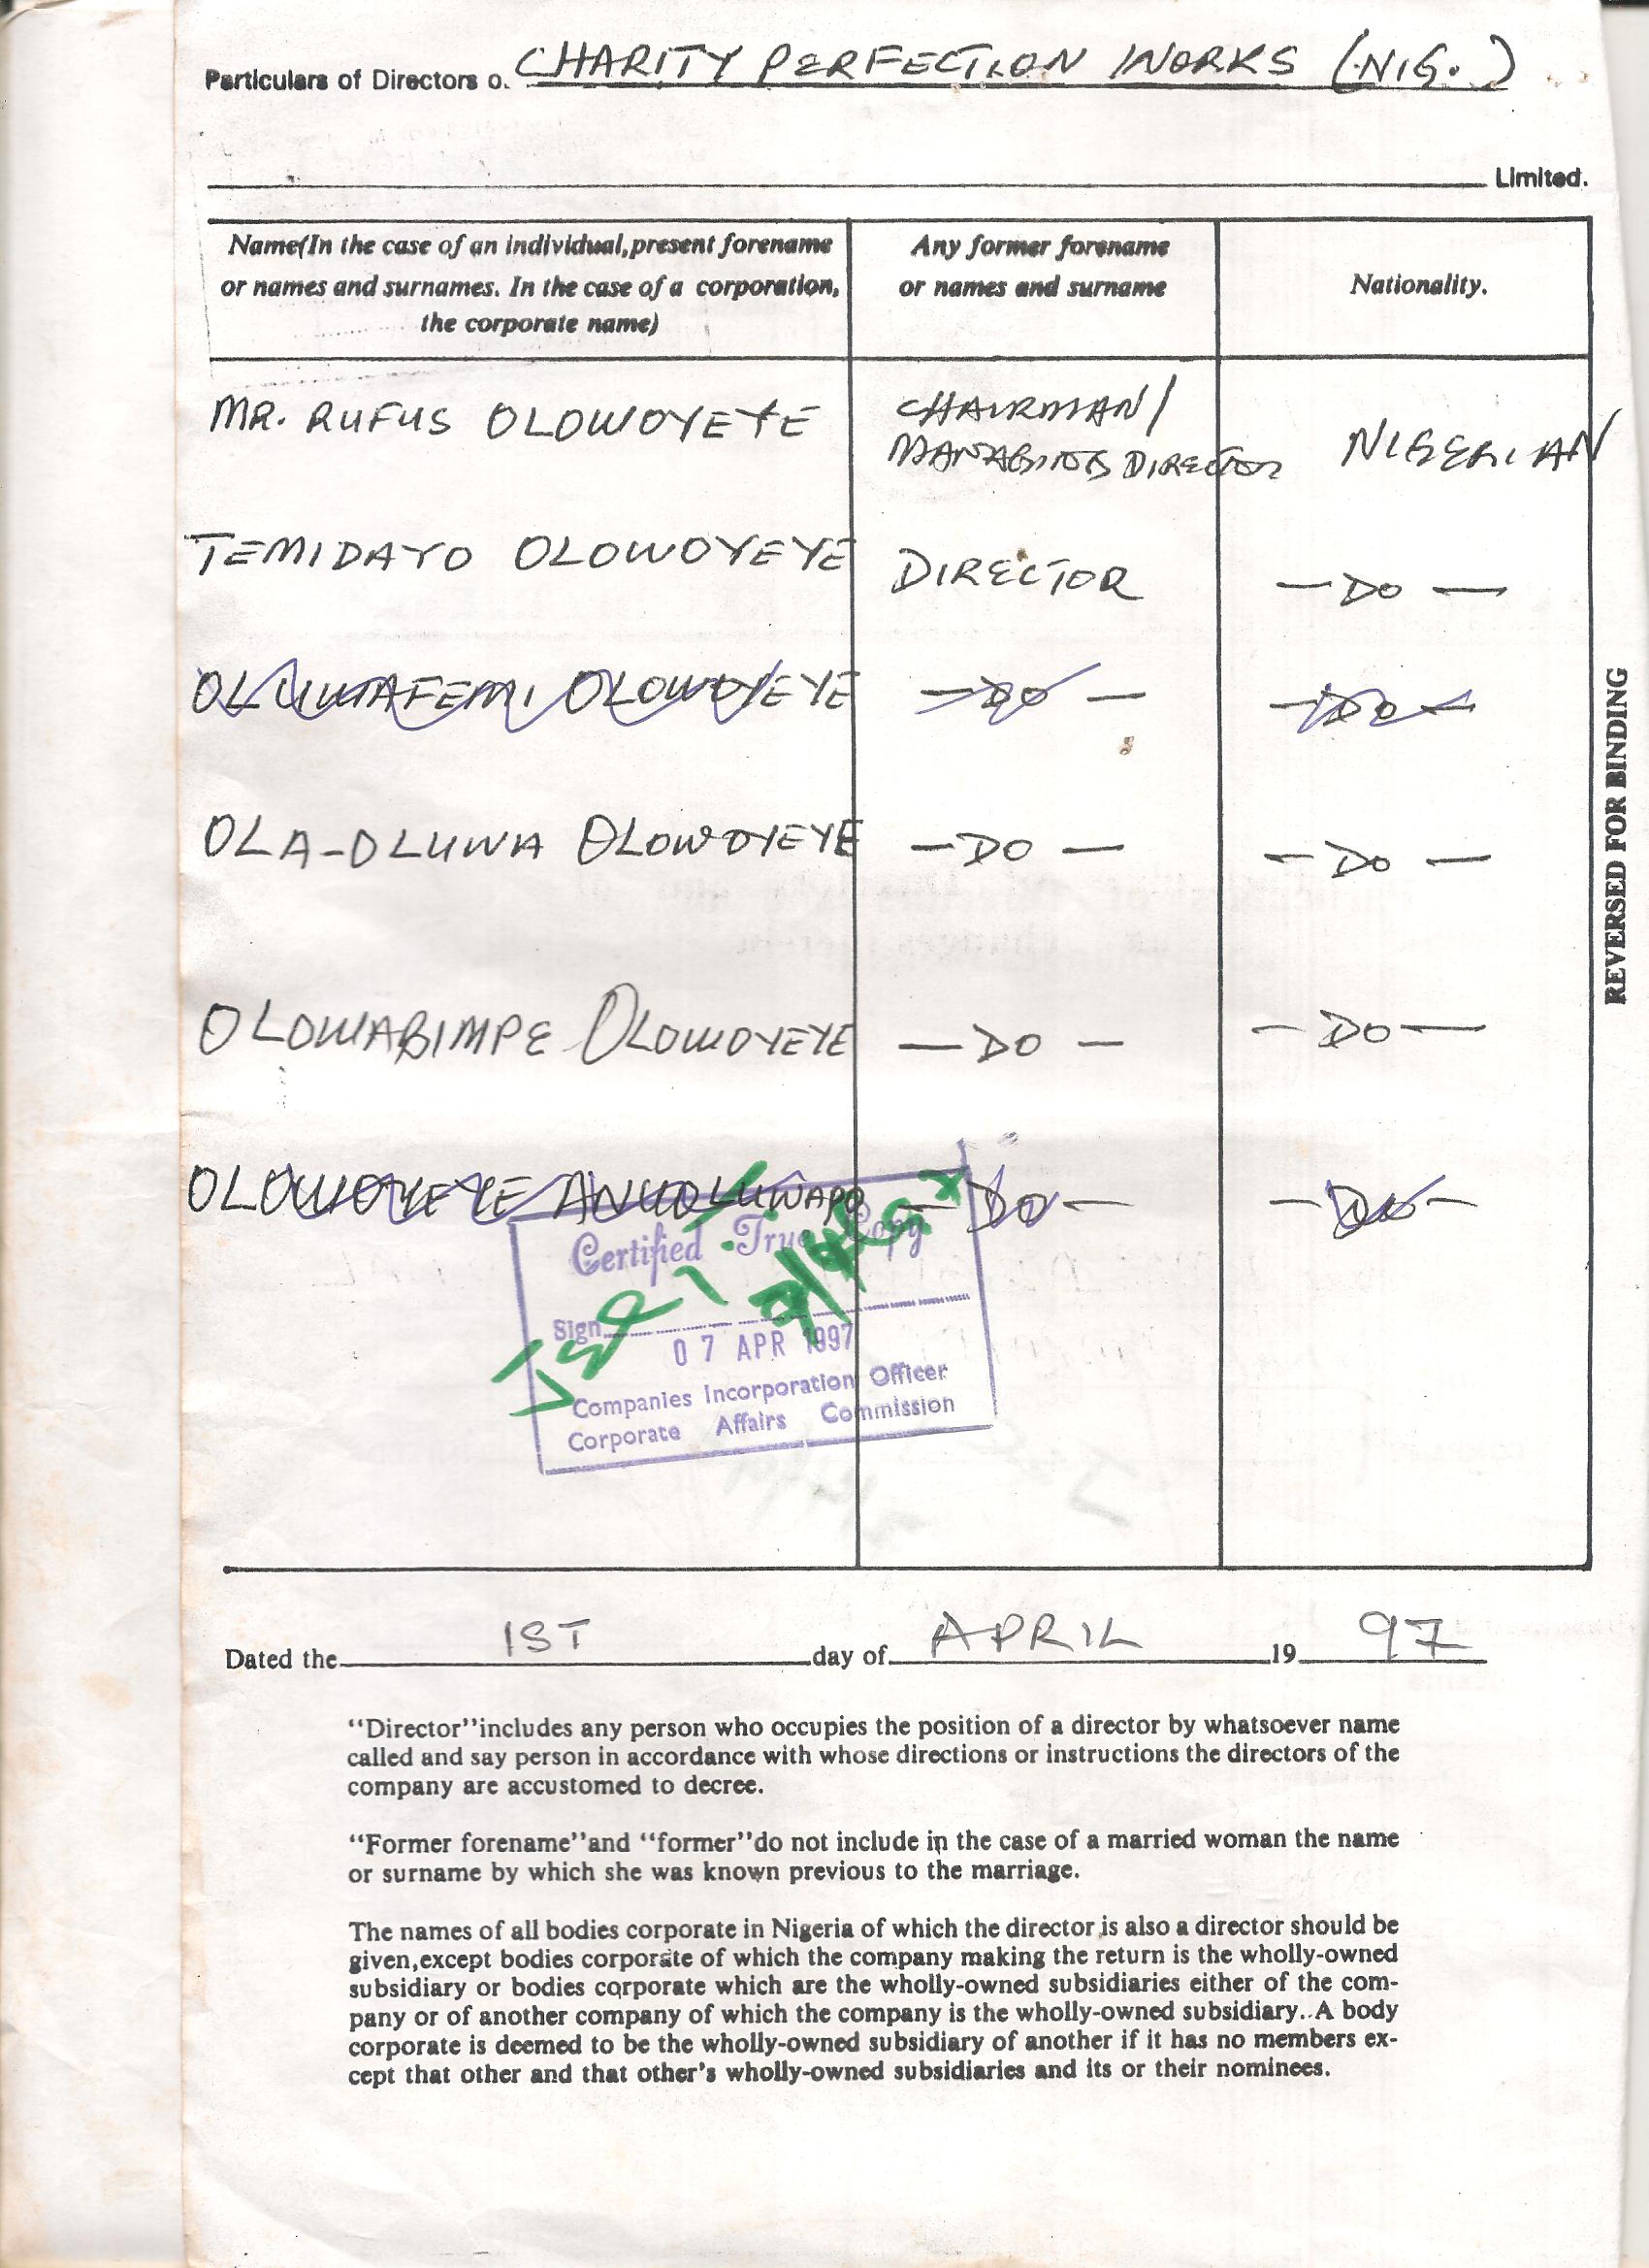 Particulars of Directors o. CHARITY PERFECTION WORKS (NIG.)
Limited.
Name(In the case of an individual,present forename
or names and surnames. In the case of a corporation,
the corporate name)
Any former forename
or names and surname
Nationality.
MR. RUFUS OLOWOYEYE
CHAIRMAN/
MANAGING DIRECTOR
NIGERIAN
TEMIDAYO OLOWOYEYE
DIRECTOR
— DO —
OLUWAFEMI OLOWOYEYE
— DO —
— DO —
OLA-OLUWA OLOWOYEYE
— DO —
— DO —
OLOWABIMPE OLOWOYEYE
— DO —
— DO —
OLOWOYEYE ANUOLUWAPO
— DO —
— DO —
Certified True Copy
Sign
07 APR 1997
Companies Incorporation Officer
Corporate Affairs Commission
REVERSED FOR BINDING
Dated the 1ST day of APRIL 19 97
"Director"includes any person who occupies the position of a director by whatsoever name
called and say person in accordance with whose directions or instructions the directors of the
company are accustomed to decree.
"Former forename"and "former"do not include in the case of a married woman the name
or surname by which she was known previous to the marriage.
The names of all bodies corporate in Nigeria of which the director is also a director should be
given,except bodies corporate of which the company making the return is the wholly-owned
subsidiary or bodies corporate which are the wholly-owned subsidiaries either of the com-
pany or of another company of which the company is the wholly-owned subsidiary..A body
corporate is deemed to be the wholly-owned subsidiary of another if it has no members ex-
cept that other and that other's wholly-owned subsidiaries and its or their nominees.